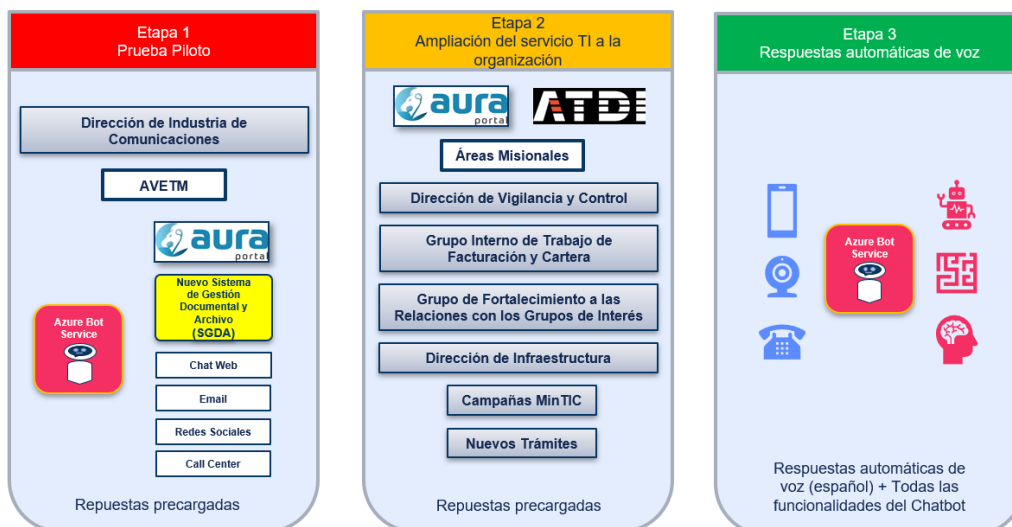 Etapa 1
Prueba Piloto
Dirección de Industria de
Comunicaciones
AVETM
aura
portal
Nuevo Sistema
de Gestión
Documental y
Archivo
(SGDA)
Azure Bot
Service
Chat Web
Email
Redes Sociales
Call Center
Repuestas precargadas
Etapa 2
Ampliación del servicio TI a la
organización
aura
portal
ATDI
Áreas Misionales
Dirección de Vigilancia y Control
Grupo Interno de Trabajo de
Facturación y Cartera
Grupo de Fortalecimiento a las
Relaciones con los Grupos de Interés
Dirección de Infraestructura
Campañas MinTIC
Nuevos Trámites
Repuestas precargadas
Etapa 3
Respuestas automáticas de voz
Azure Bot
Service
Respuestas automáticas de
voz (español) + Todas las
funcionalidades del Chatbot